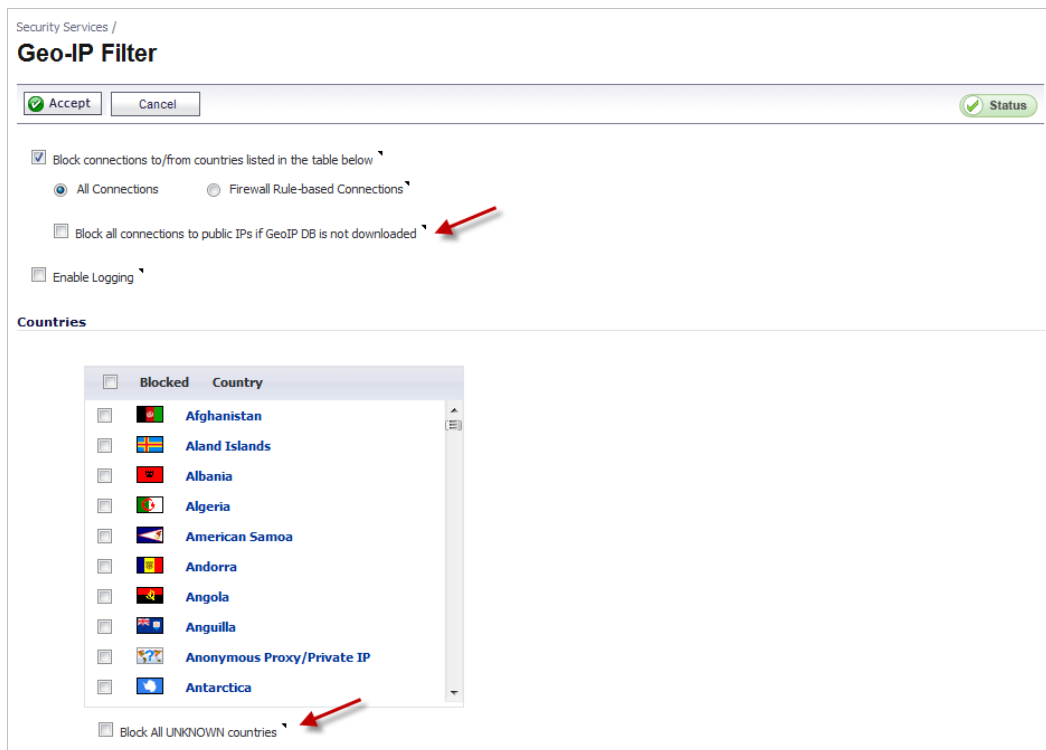 Security Services /
Geo-IP Filter
Accept Cancel Status
Block connections to/from countries listed in the table below
All Connections Firewall Rule-based Connections
Block all connections to public IPs if GeoIP DB is not downloaded
Enable Logging
Countries
Blocked Country
Afghanistan
Aland Islands
Albania
Algeria
American Samoa
Andorra
Angola
Anguilla
Anonymous Proxy/Private IP
Antarctica
Block All UNKNOWN countries